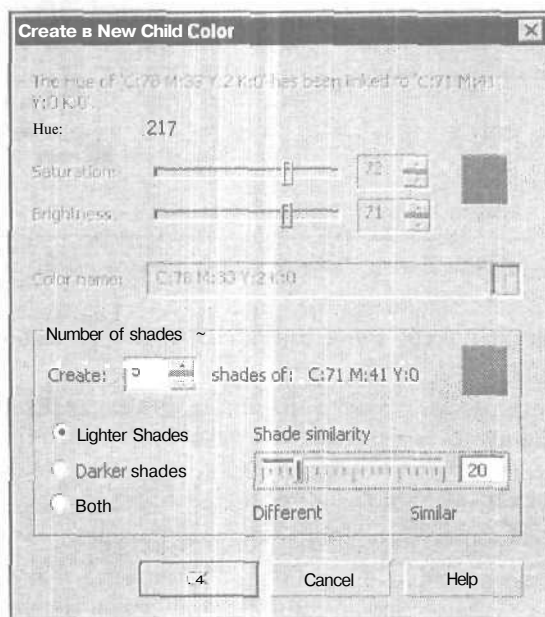 Create в New Child Color
The Hue of 'C:78 M:33 Y:2 K:0' has been linked to 'C:71 M:41
Y:0 K:0'.
Hue: 217
Saturation: 72
Brightness: 71
Color name: C:78 M:33 Y:2 K:0
Number of shades ~
Create: shades of: C:71 M:41 Y:0
Lighter Shades
Shade similarity
Darker shades
20
Both
Different Similar
Cancel Help